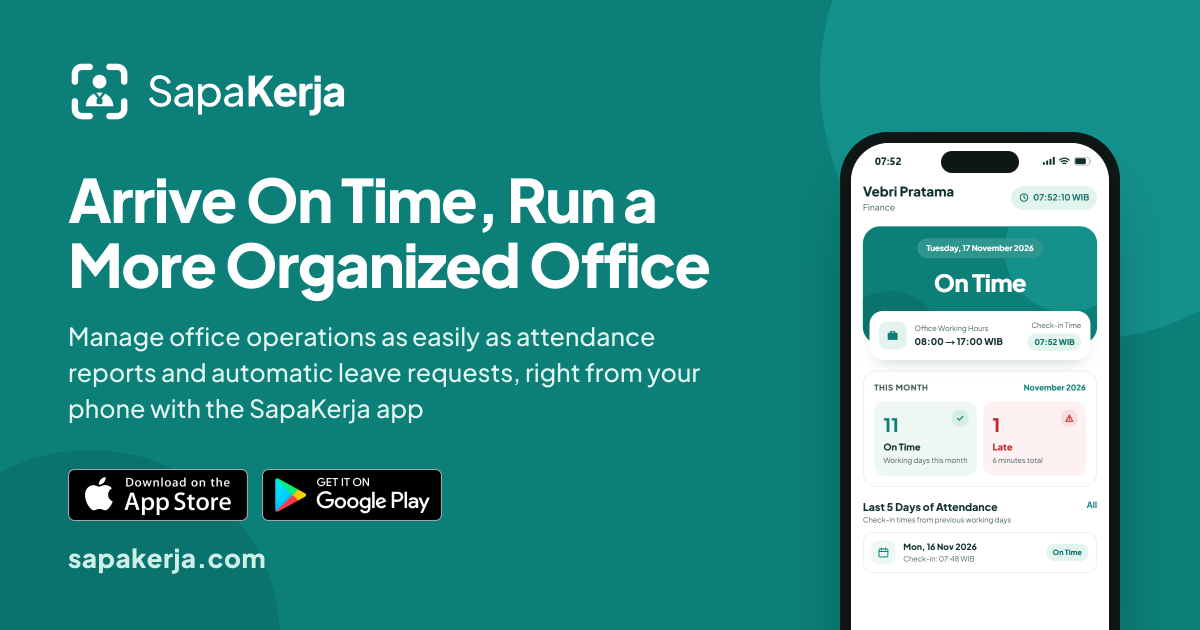 SapaKerja
Arrive On Time, Run a
More Organized Office
Manage office operations as easily as attendance
reports and automatic leave requests, right from your
phone with the SapaKerja app
Download on the
App Store
GET IT ON
Google Play
sapakerja.com
07:52
Vebri Pratama
Finance
07:52:10 WIB
Tuesday, 17 November 2026
On Time
Office Working Hours
08:00 → 17:00 WIB
Check-in Time
07:52 WIB
THIS MONTH
November 2026
11
On Time
Working days this month
1
Late
6 minutes total
Last 5 Days of Attendance
All
Check-in times from previous working days
Mon, 16 Nov 2026
Check-in: 07:48 WIB
On Time